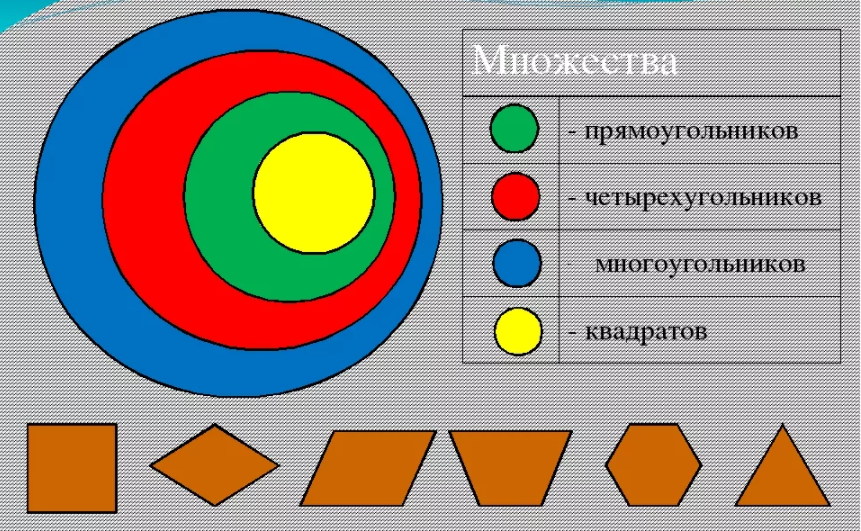 Множества
- прямоугольников
- четырехугольников
- многоугольников
- квадратов